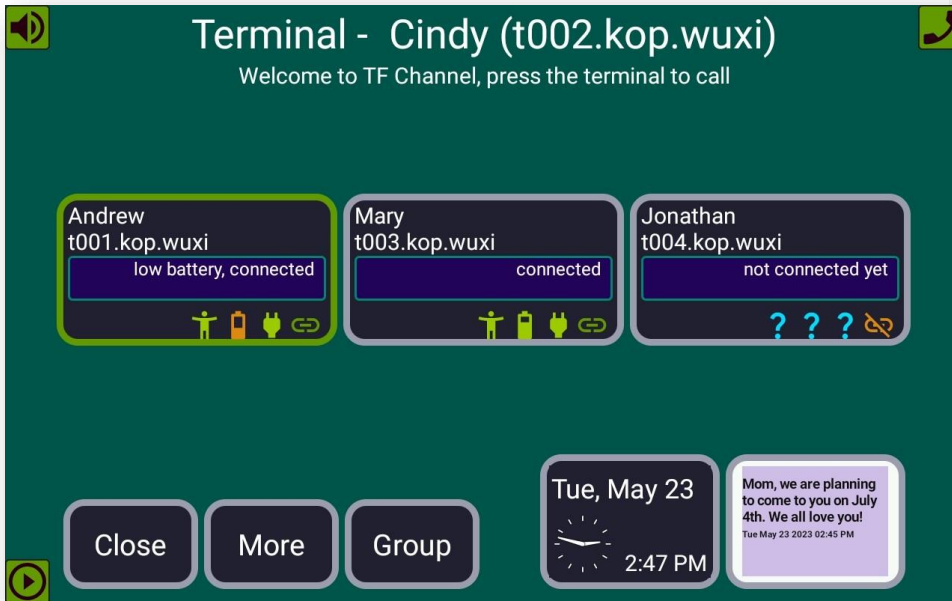 Terminal -  Cindy (t002.kop.wuxi)
Welcome to TF Channel, press the terminal to call
Andrew
t001.kop.wuxi
low battery, connected
Mary
t003.kop.wuxi
connected
Jonathan
t004.kop.wuxi
not connected yet
? ? ?
Close
More
Group
Tue, May 23
2:47 PM
Mom, we are planning
to come to you on July
4th. We all love you!
Tue May 23 2023 02:45 PM